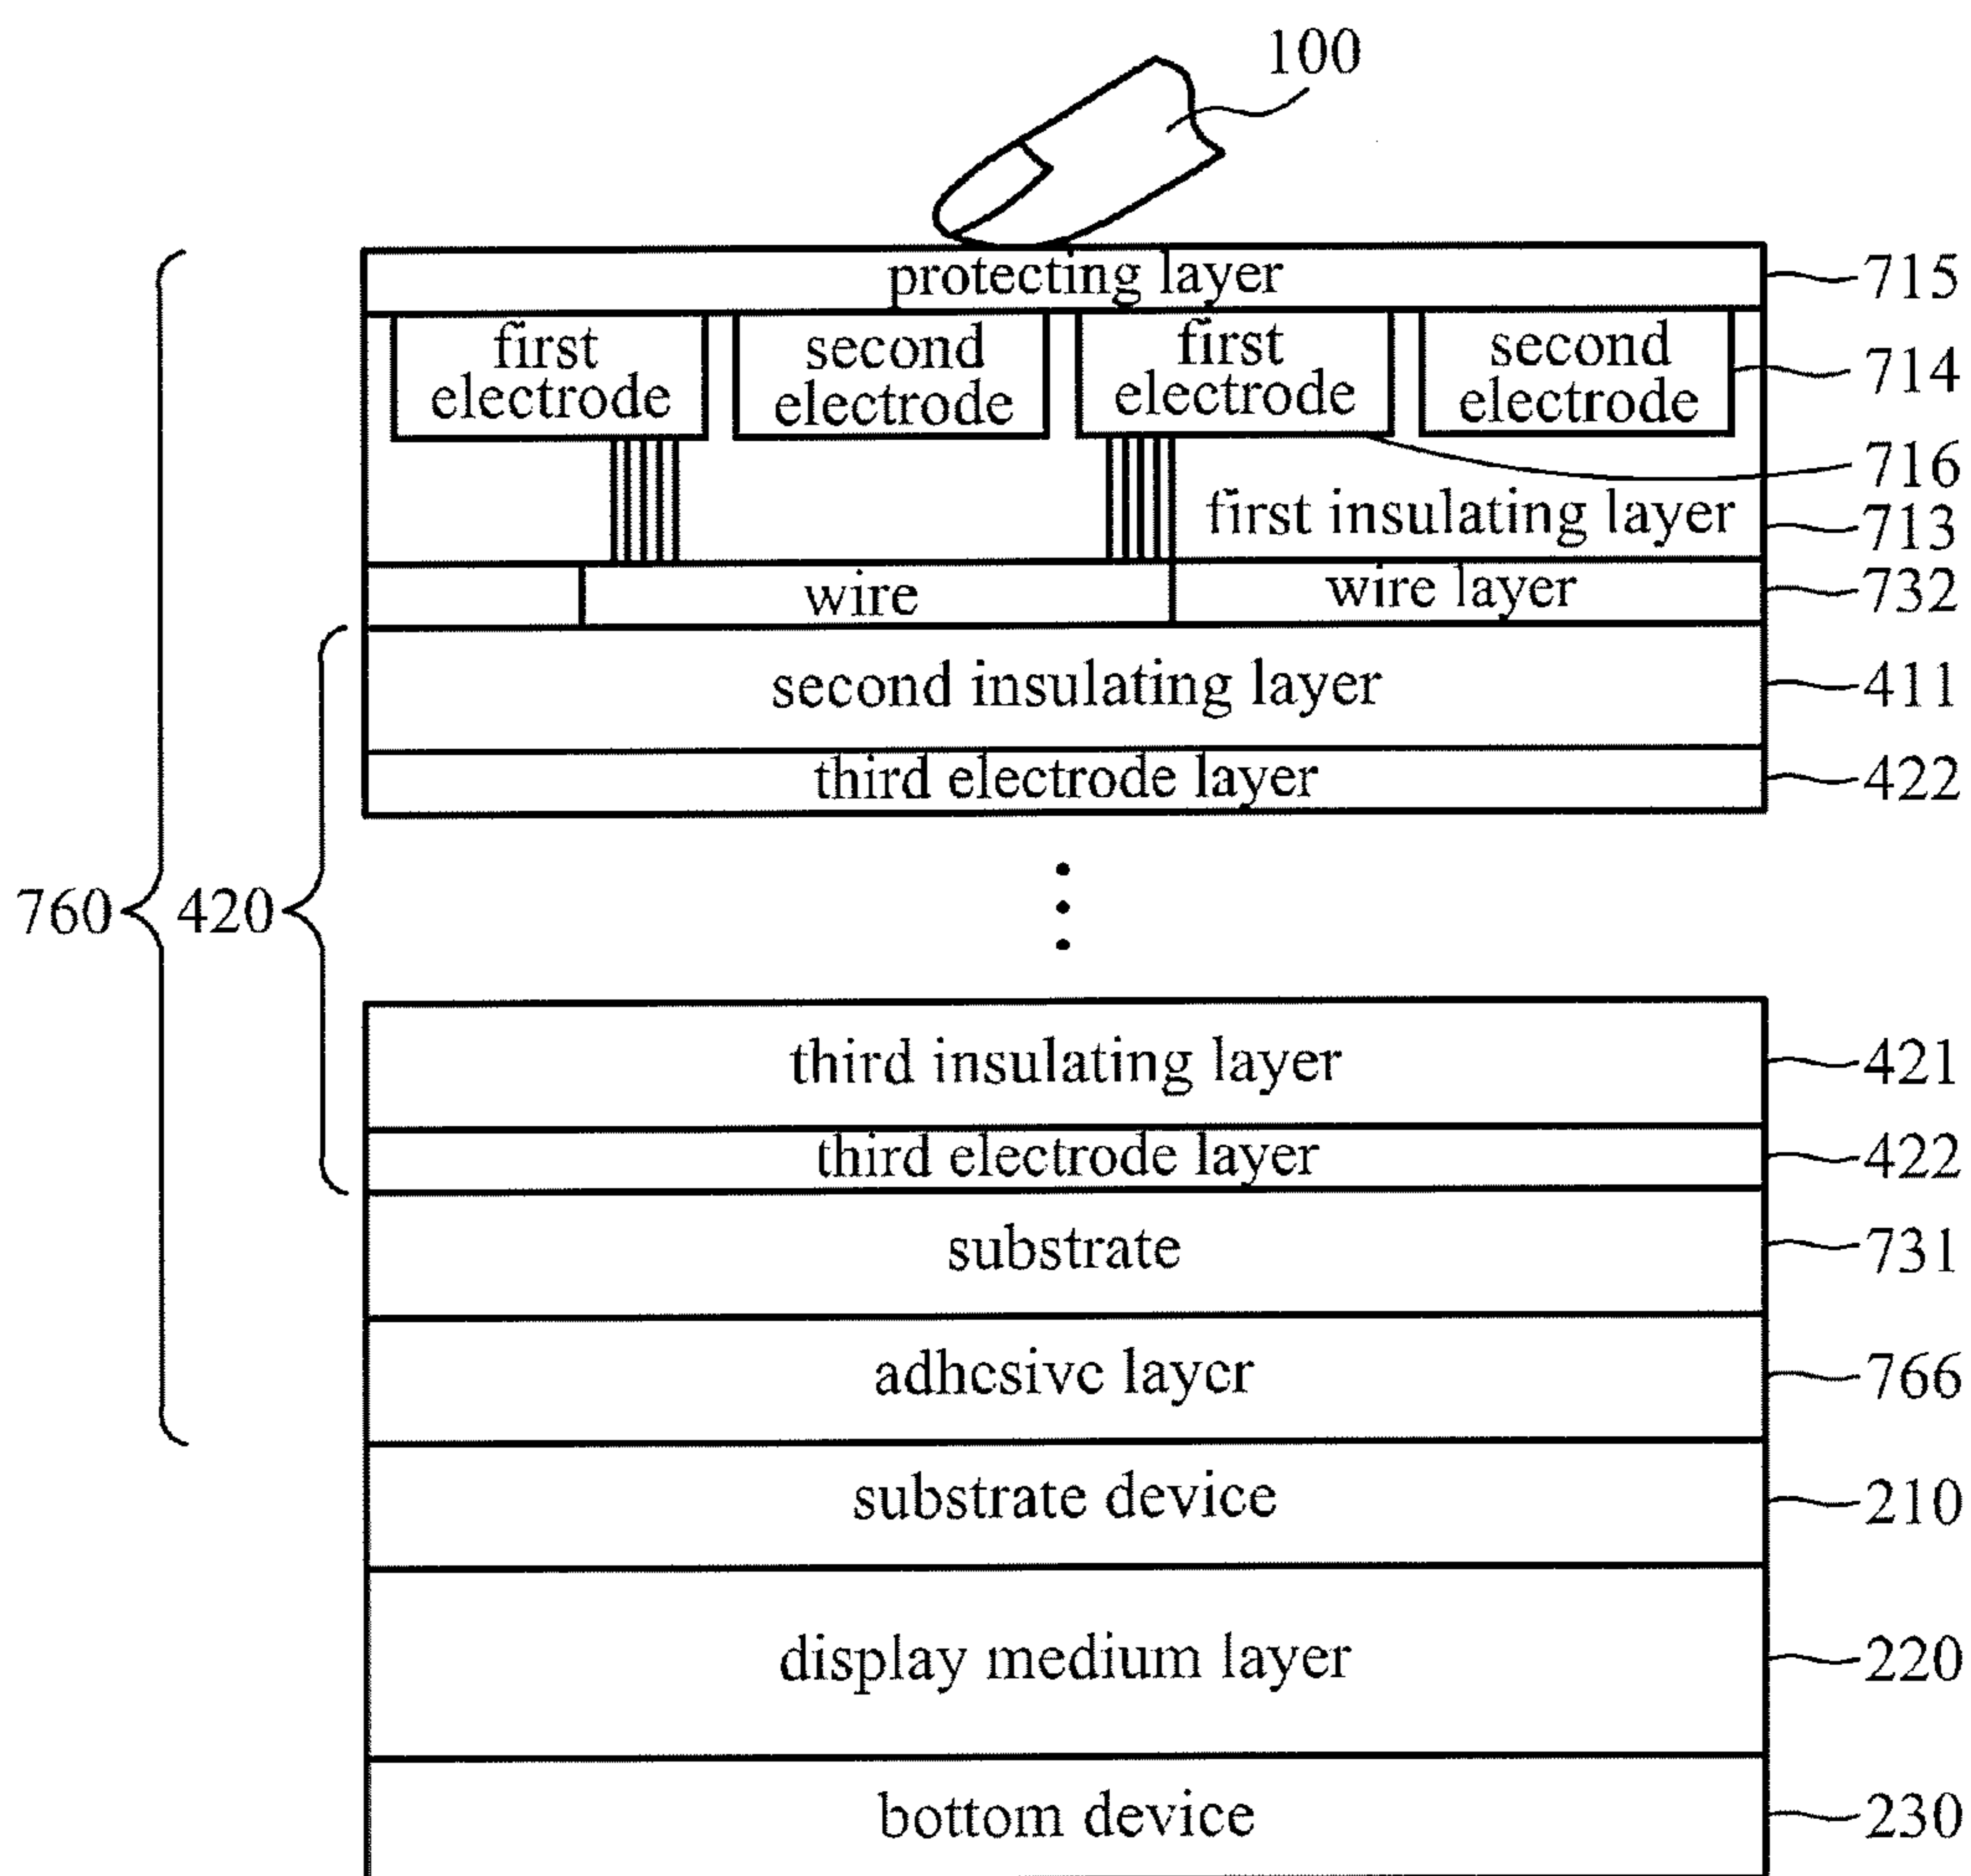 100
protecting layer
715
first
electrode
second
electrode
first
electrode
second
electrode
714
716
first insulating layer
713
wire
wire layer
732
second insulating layer
411
third electrode layer
422
760
420
third insulating layer
421
third electrode layer
422
substrate
731
adhesive layer
766
substrate device
210
display medium layer
220
bottom device
230